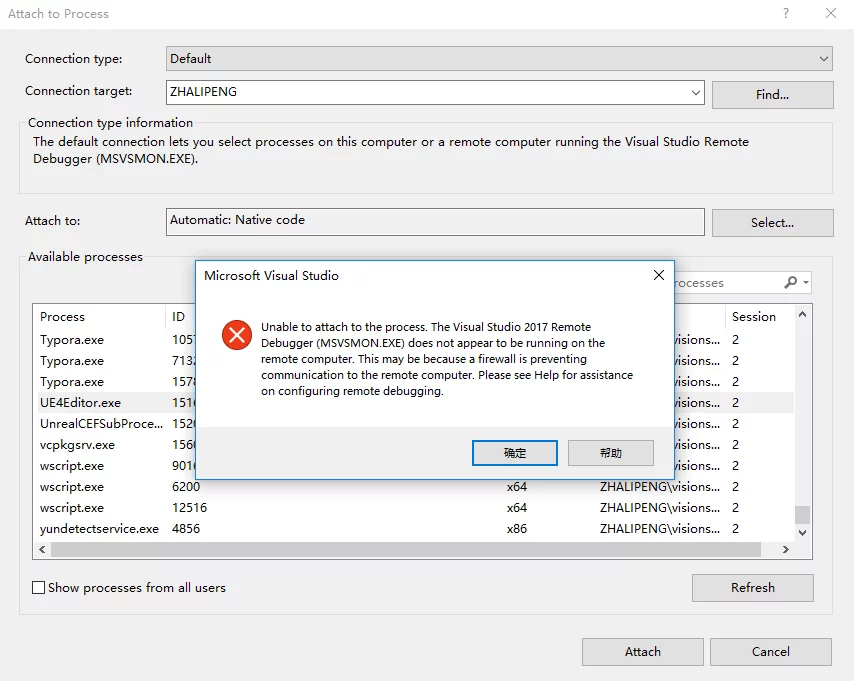 Attach to Process
?
Connection type:
Default
Connection target:
ZHALIPENG
Find...
Connection type information
The default connection lets you select processes on this computer or a remote computer running the Visual Studio Remote
Debugger (MSVSMON.EXE).
Attach to:
Automatic: Native code
Select...
Available processes
rocesses
Process ID Session
Typora.exe 105 visions... 2
Typora.exe 713 visions... 2
Typora.exe 157 visions... 2
UE4Editor.exe 151 visions... 2
UnrealCEFSubProce... 152 visions... 2
vcpkgsrv.exe 156 visions... 2
wscript.exe 901 visions... 2
wscript.exe 6200 x64 ZHALIPENG\visions... 2
wscript.exe 12516 x64 ZHALIPENG\visions... 2
yundetectservice.exe 4856 x86 ZHALIPENG\visions... 2
Microsoft Visual Studio
Unable to attach to the process. The Visual Studio 2017 Remote
Debugger (MSVSMON.EXE) does not appear to be running on the
remote computer. This may be because a firewall is preventing
communication to the remote computer. Please see Help for assistance
on configuring remote debugging.
确定
帮助
Show processes from all users
Refresh
Attach
Cancel